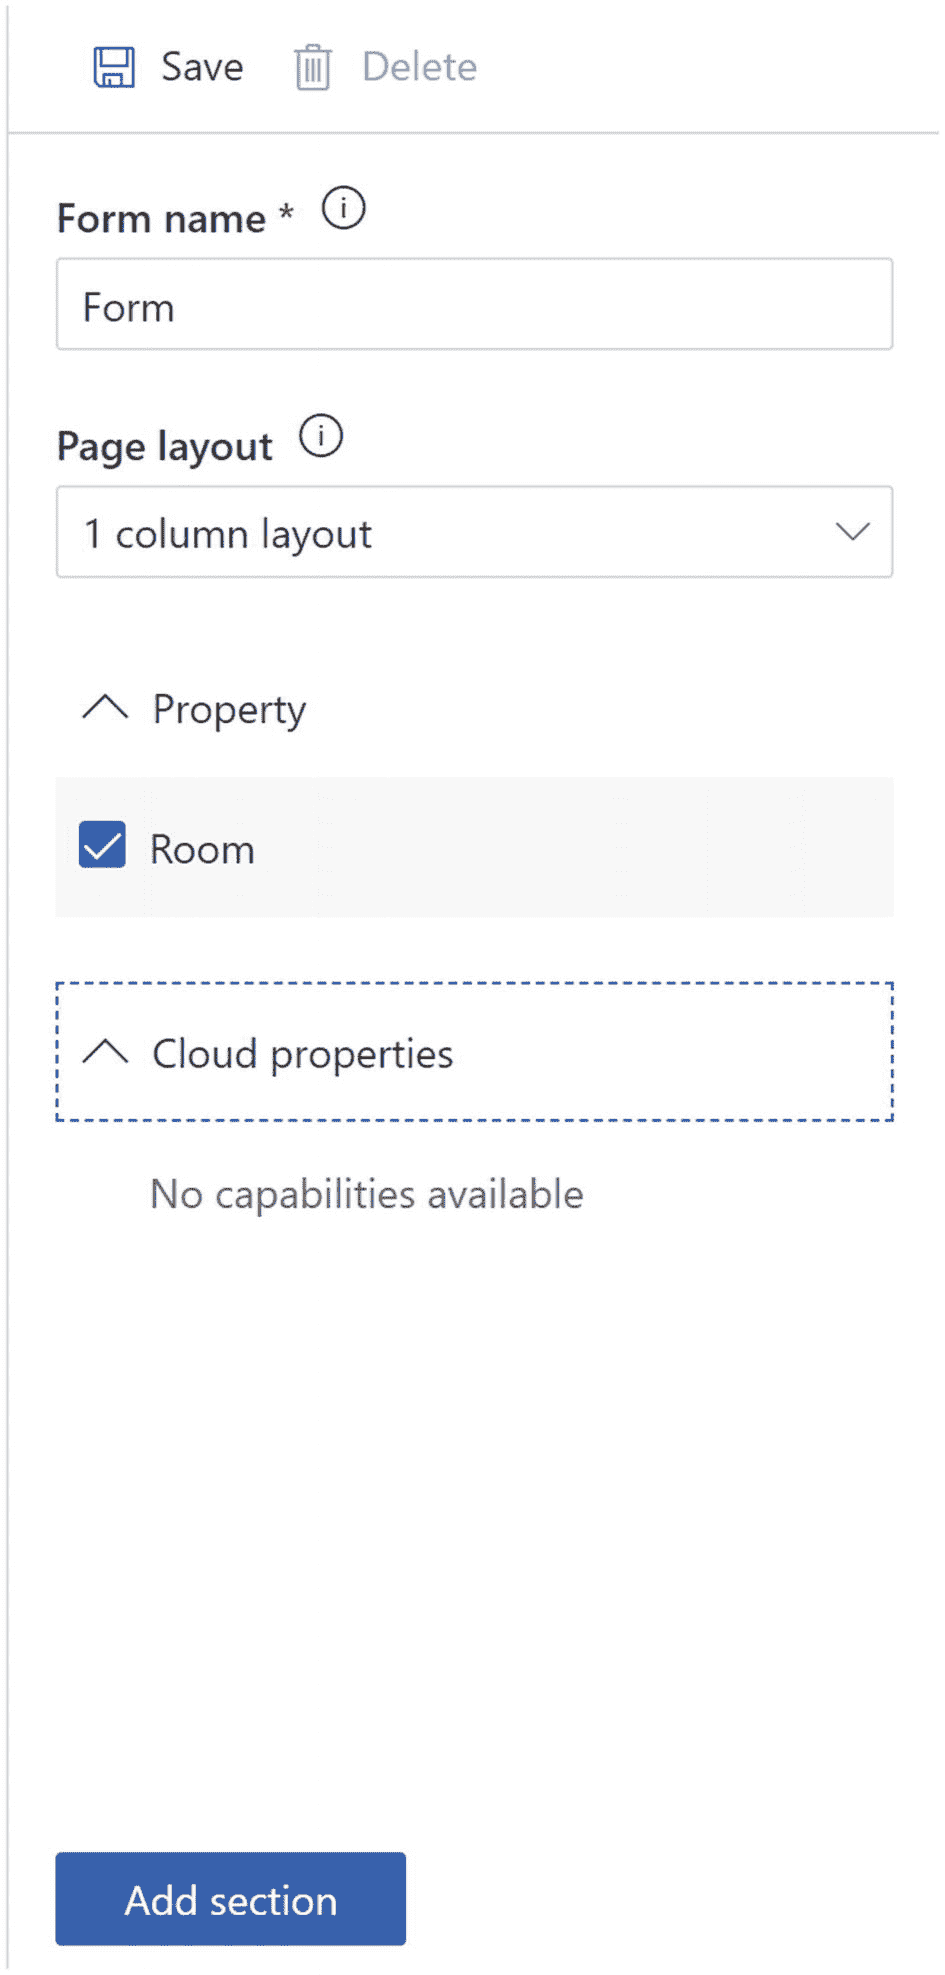 Save Delete
Form name *
Form
Page layout
1 column layout
Property
Room
Cloud properties
No capabilities available
Add section